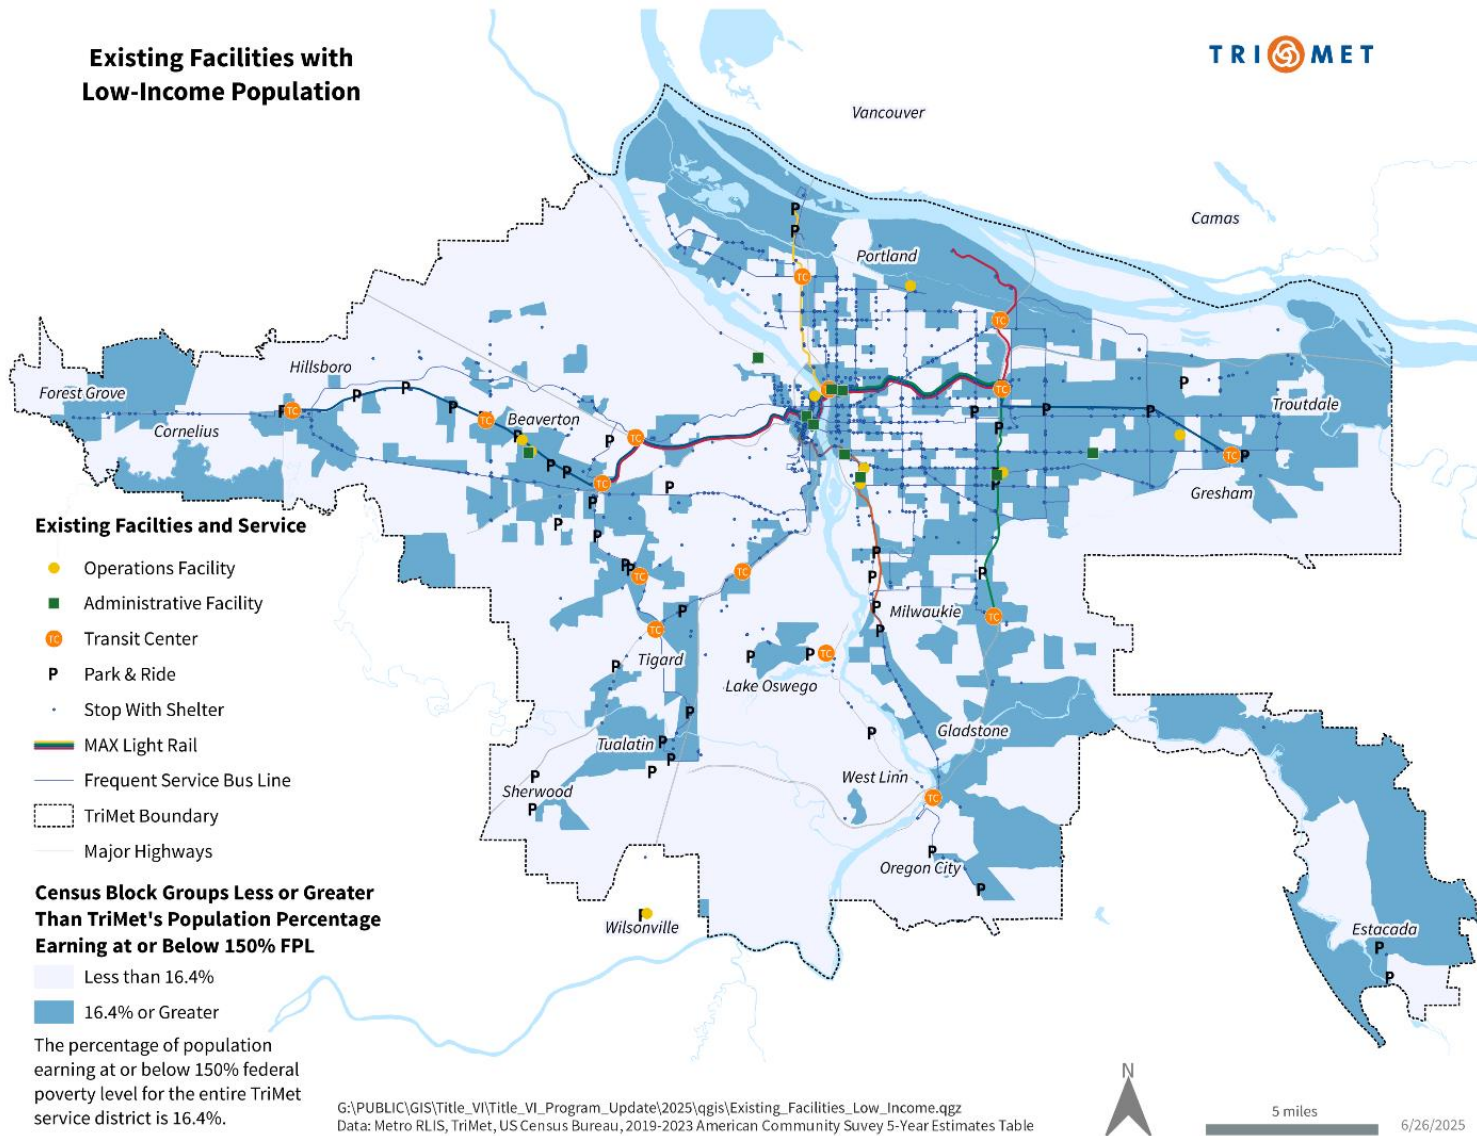 Existing Facilities with
Low-Income Population
TRIMET
Vancouver
Camas
Portland
Hillsboro
Forest Grove
Cornelius
Beaverton
Troutdale
Gresham
Milwaukie
Tigard
Lake Oswego
Tualatin
Gladstone
West Linn
Sherwood
Oregon City
Wilsonville
Estacada
Existing Facilties and Service
Operations Facility
Administrative Facility
TC Transit Center
P Park & Ride
Stop With Shelter
MAX Light Rail
Frequent Service Bus Line
TriMet Boundary
Major Highways
Census Block Groups Less or Greater
Than TriMet's Population Percentage
Earning at or Below 150% FPL
Less than 16.4%
16.4% or Greater
The percentage of population
earning at or below 150% federal
poverty level for the entire TriMet
service district is 16.4%.
G:\PUBLIC\GIS\Title_VI\Title_VI_Program_Update\2025\qgis\Existing_Facilities_Low_Income.qgz
Data: Metro RLIS, TriMet, US Census Bureau, 2019-2023 American Community Suvey 5-Year Estimates Table
N
5 miles
6/26/2025